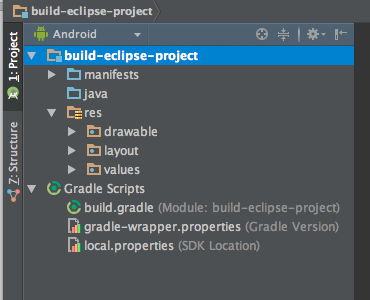 build-eclipse-project
Android
1: Project
build-eclipse-project
manifests
java
res
drawable
layout
values
Gradle Scripts
build.gradle (Module: build-eclipse-project)
gradle-wrapper.properties (Gradle Version)
local.properties (SDK Location)
Z: Structure